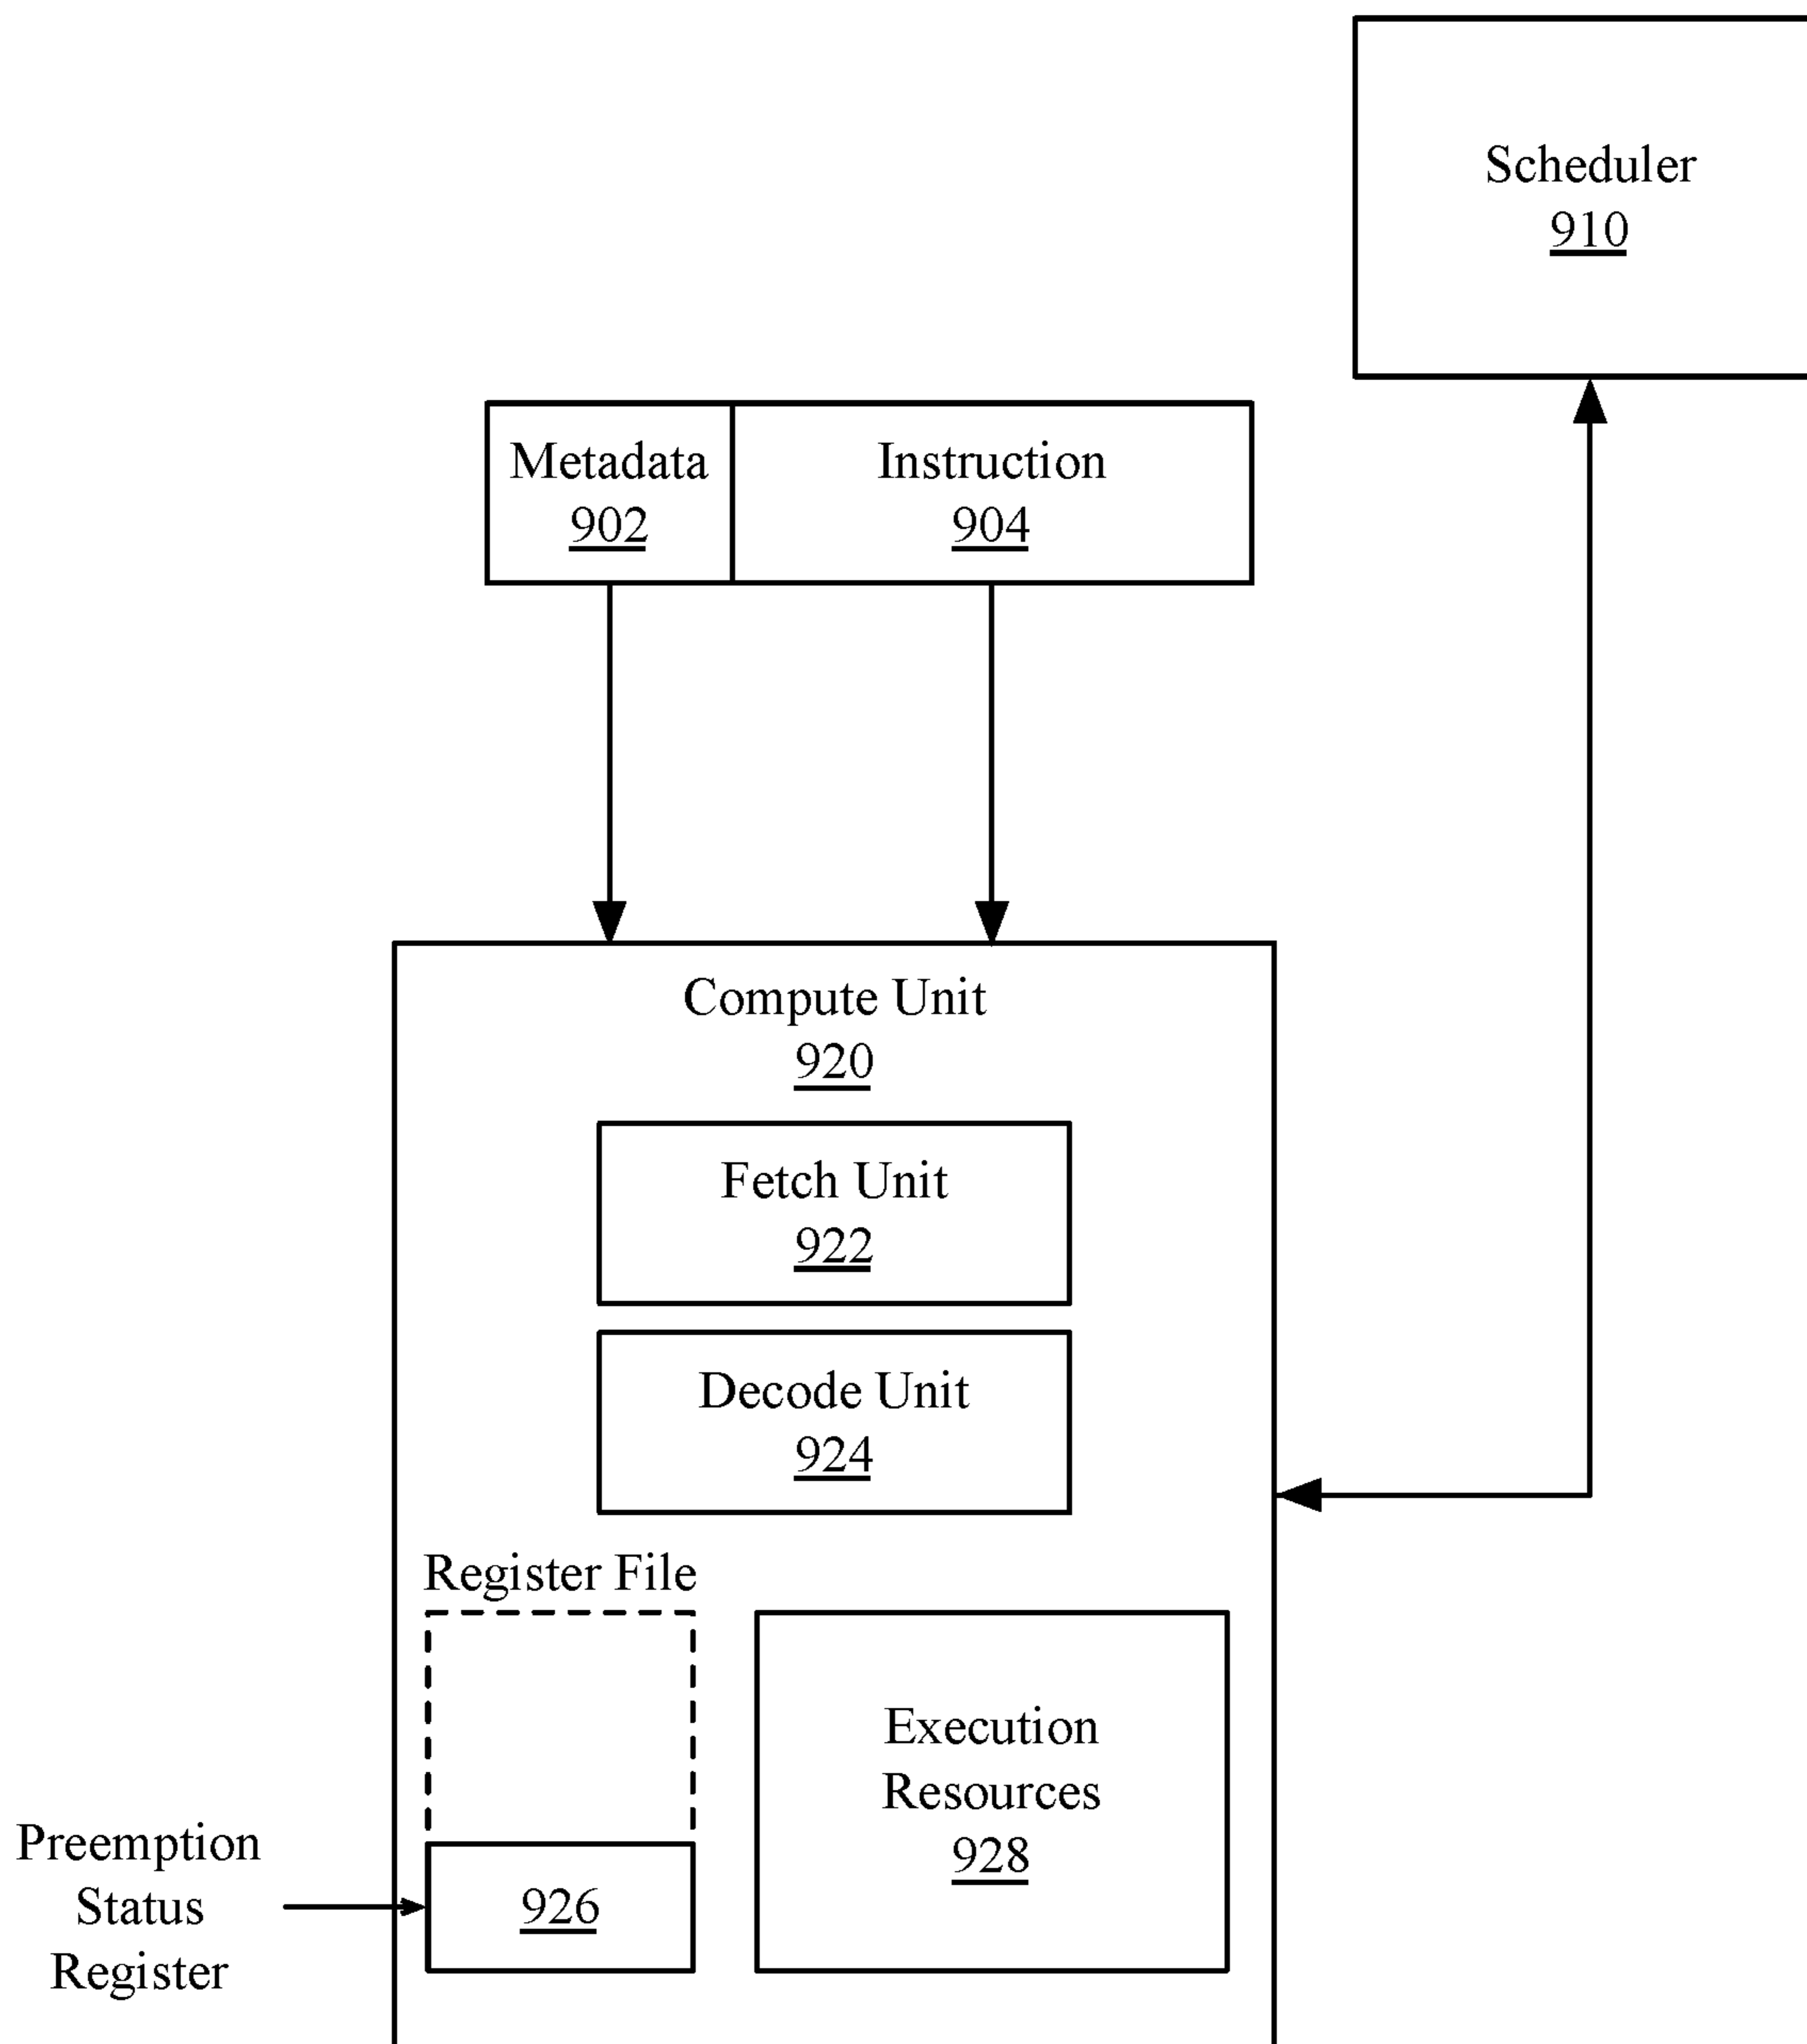 Scheduler
910
Metadata
902
Instruction
904
Compute Unit
920
Fetch Unit
922
Decode Unit
924
Register File
Execution
Resources
928
Preemption
Status
Register
926